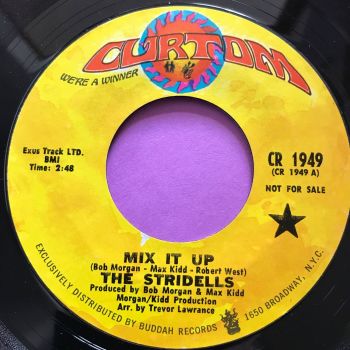 CURTOM
WE'RE A WINNER
Exus Track LTD.
BMI
Time: 2:48
CR 1949
(CR 1949 A)
NOT FOR SALE
MIX IT UP
(Bob Morgan - Max Kidd - Robert West)
THE STRIDELLS
Produced by Bob Morgan & Max Kidd
Morgan/Kidd Production
Arr. by Trevor Lawrance
EXCLUSIVELY DISTRIBUTED BY BUDDAH RECORDS 1650 BROADWAY, N.Y.C.